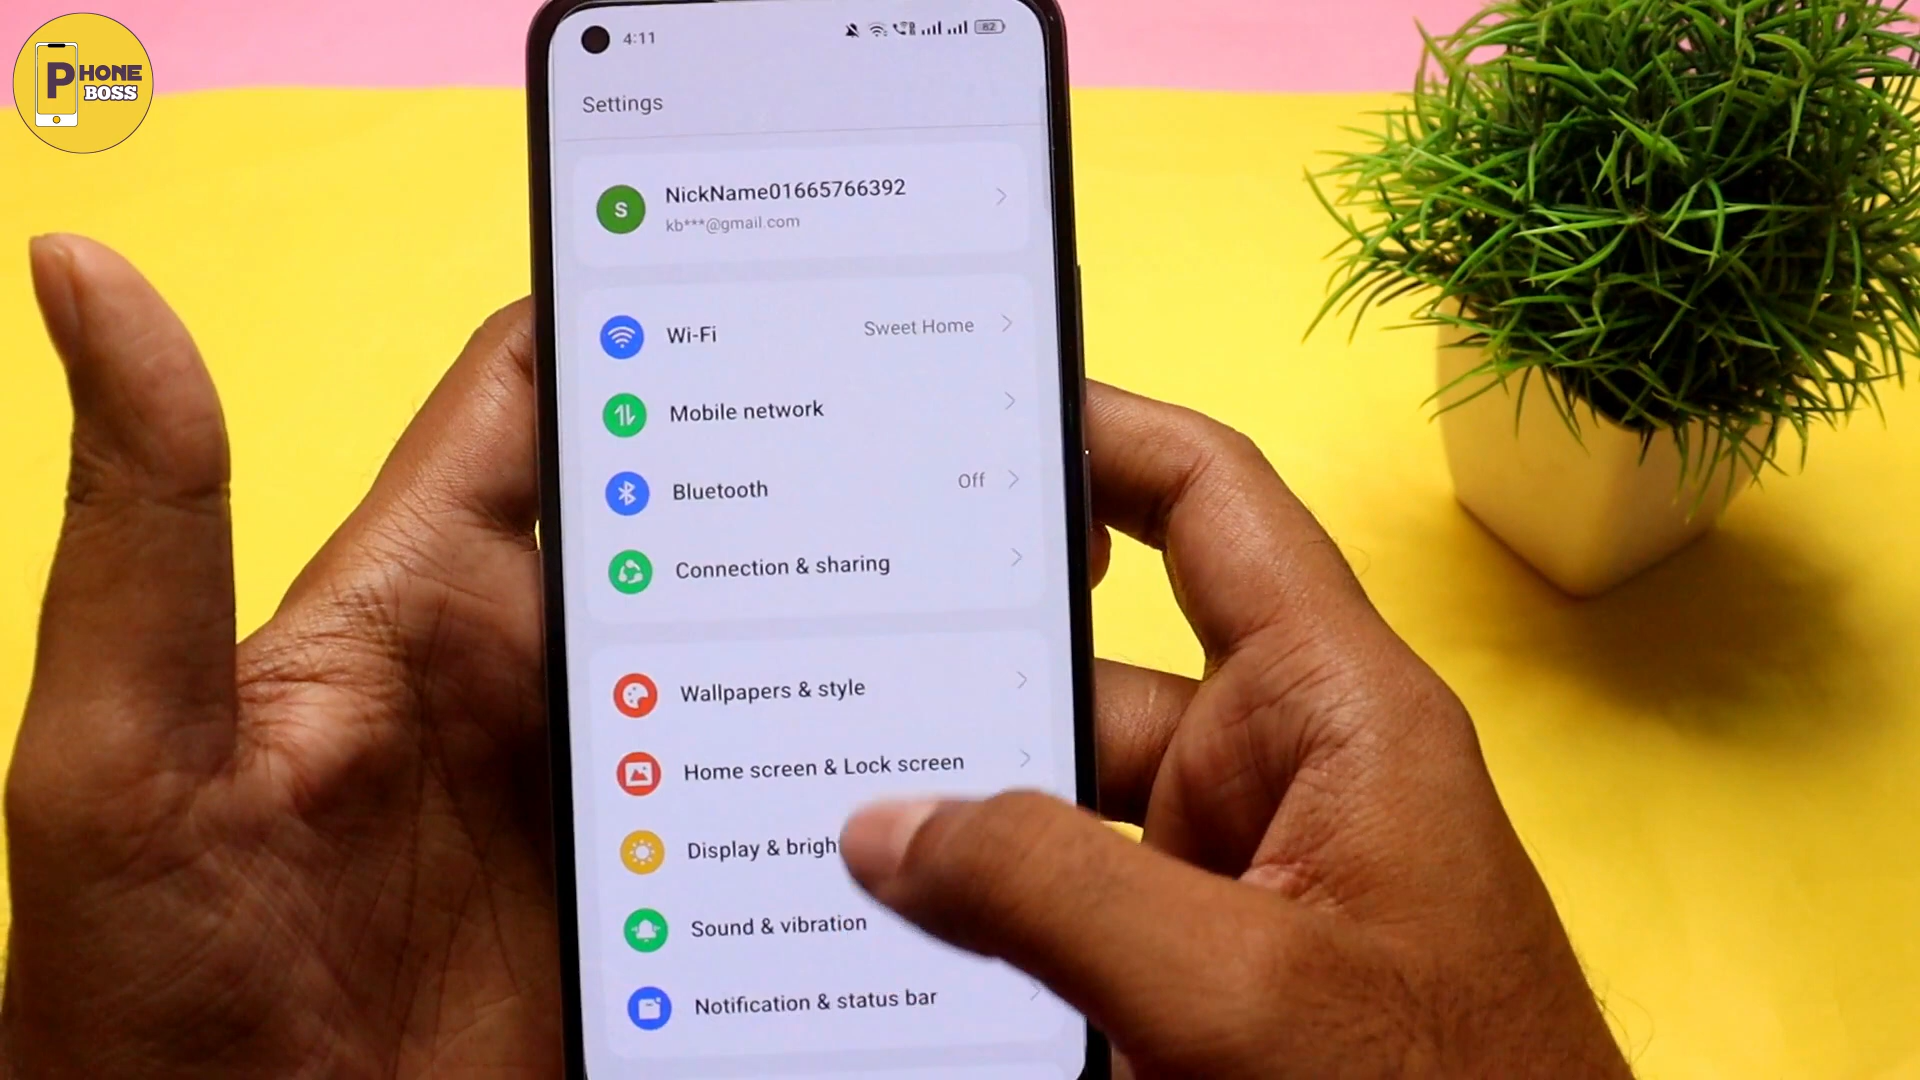 PHONE
BOSS
4:11
82
Settings
S
NickName01665766392
kb***@gmail.com
Wi-Fi
Sweet Home
Mobile network
Bluetooth
Off
Connection & sharing
Wallpapers & style
Home screen & Lock screen
Display & brigh
Sound & vibration
Notification & status bar